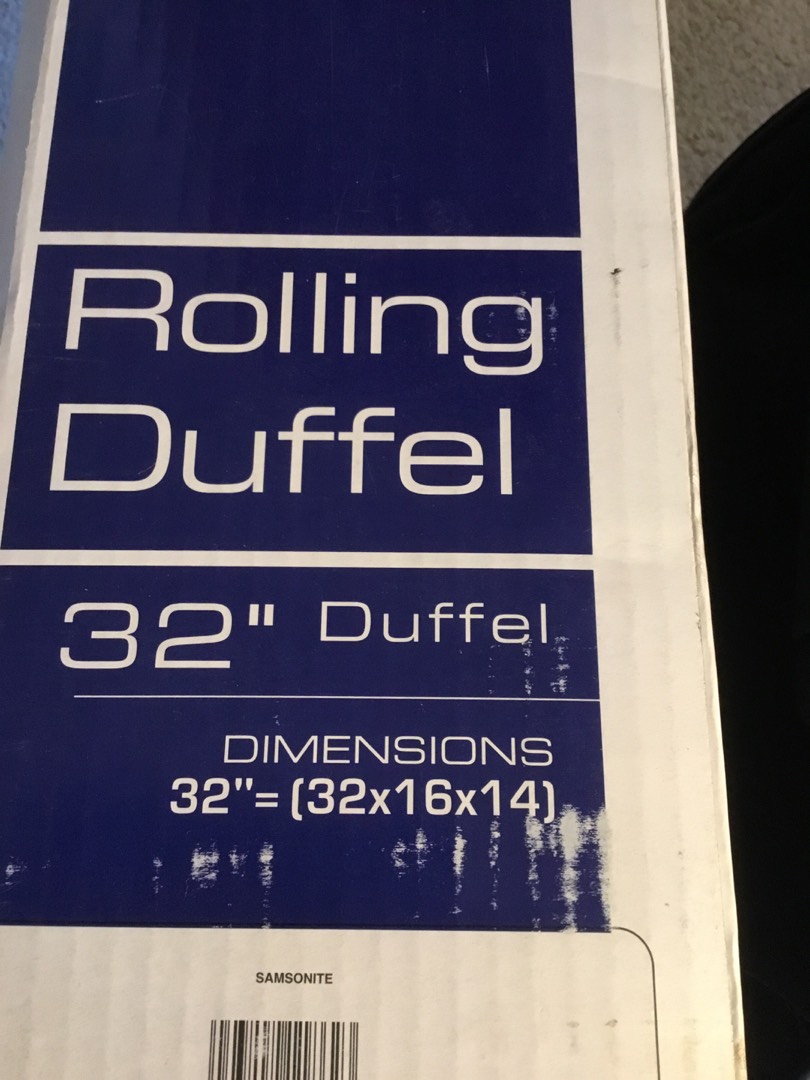 Rolling
Duffel
32" Duffel
DIMENSIONS
32"= (32x16x14)
SAMSONITE